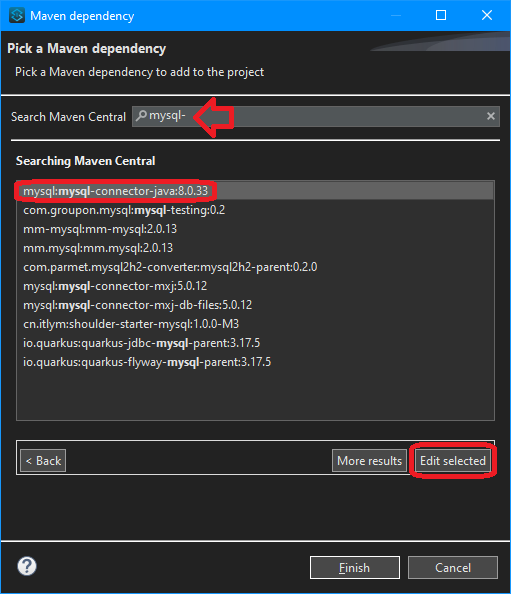 Maven dependency
Pick a Maven dependency
Pick a Maven dependency to add to the project
Search Maven Central mysql-
Searching Maven Central
mysql:mysql-connector-java:8.0.33
com.groupon.mysql:mysql-testing:0.2
mm-mysql:mm-mysql:2.0.13
mm.mysql:mm.mysql:2.0.13
com.parmet.mysql2h2-converter:mysql2h2-parent:0.2.0
mysql:mysql-connector-mxj:5.0.12
mysql:mysql-connector-mxj-db-files:5.0.12
cn.itlym:shoulder-starter-mysql:1.0.0-M3
io.quarkus:quarkus-jdbc-mysql-parent:3.17.5
io.quarkus:quarkus-flyway-mysql-parent:3.17.5
< Back More results Edit selected
? Finish Cancel